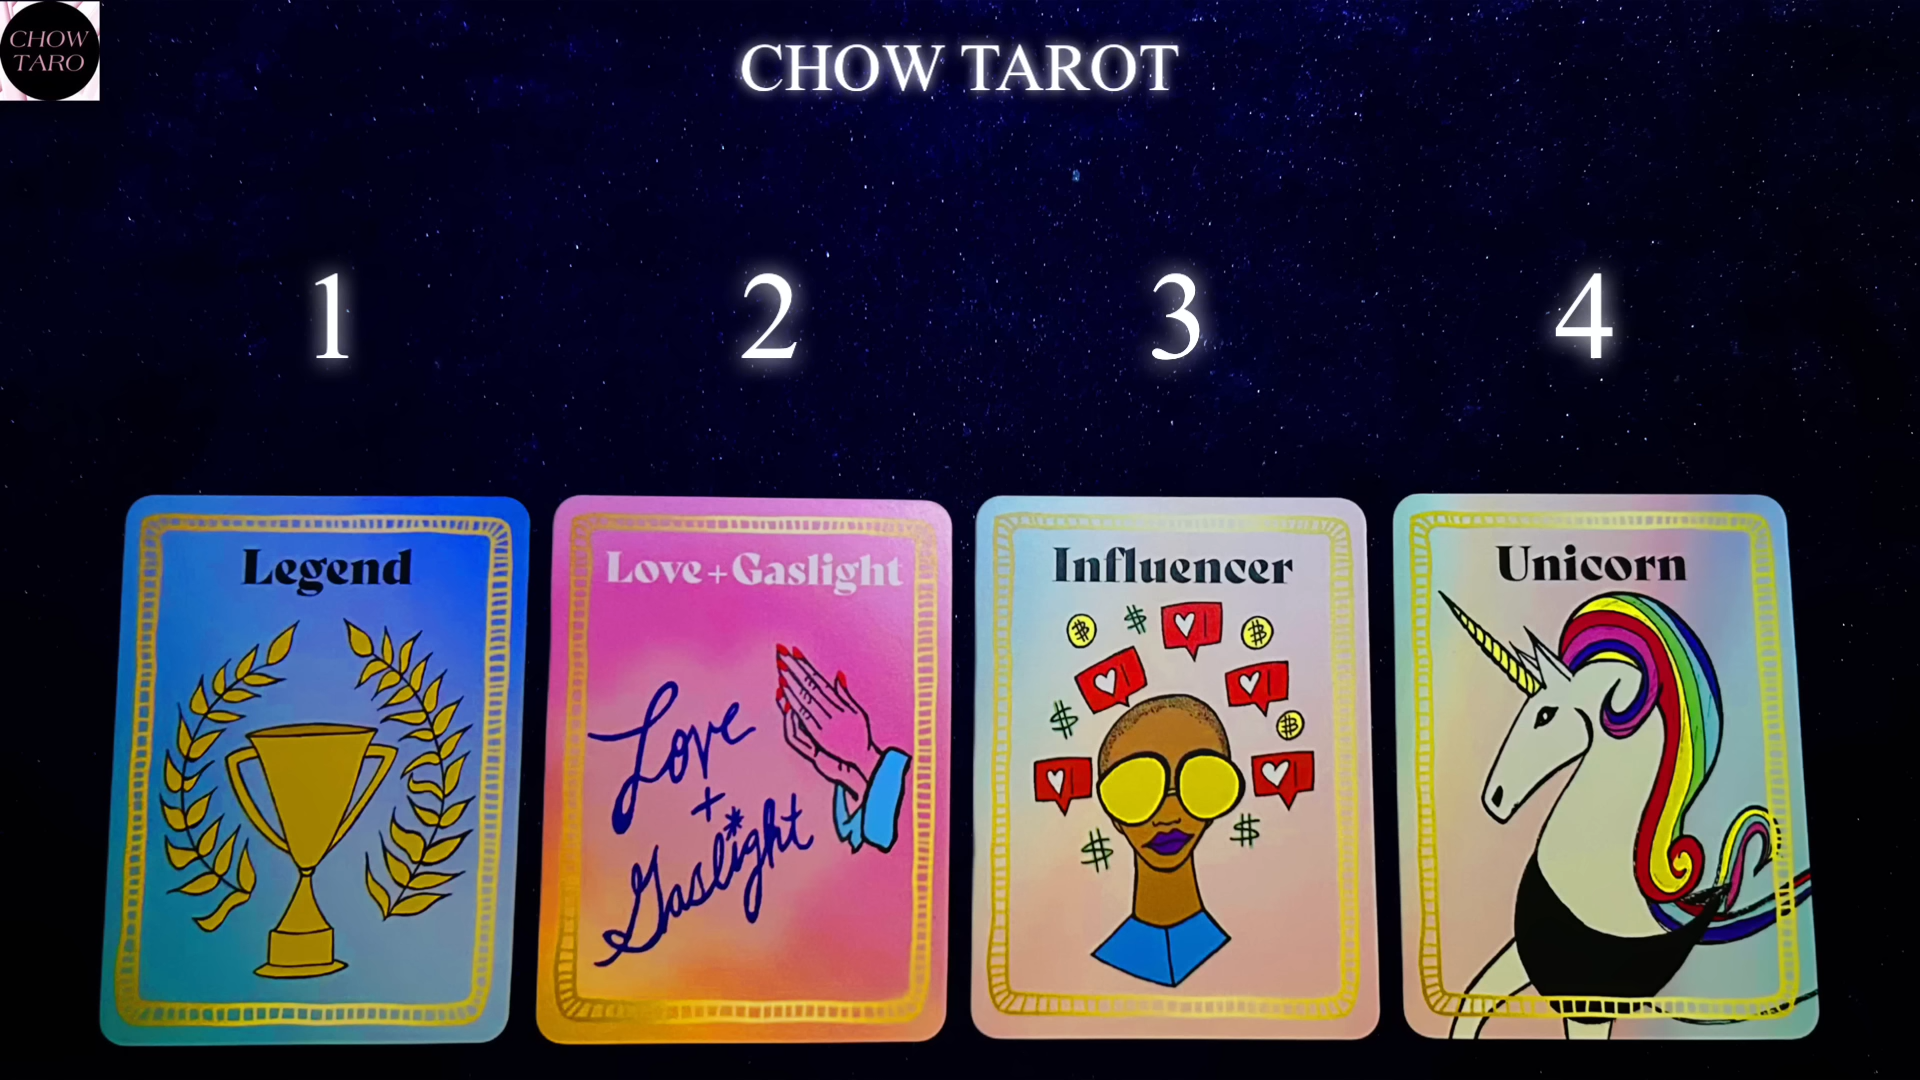 CHOW
TARO
CHOW TAROT
1 2 3 4
Legend
Love + Gaslight
Influencer
Unicorn
Love
+
Gaslight
$ $ $ $